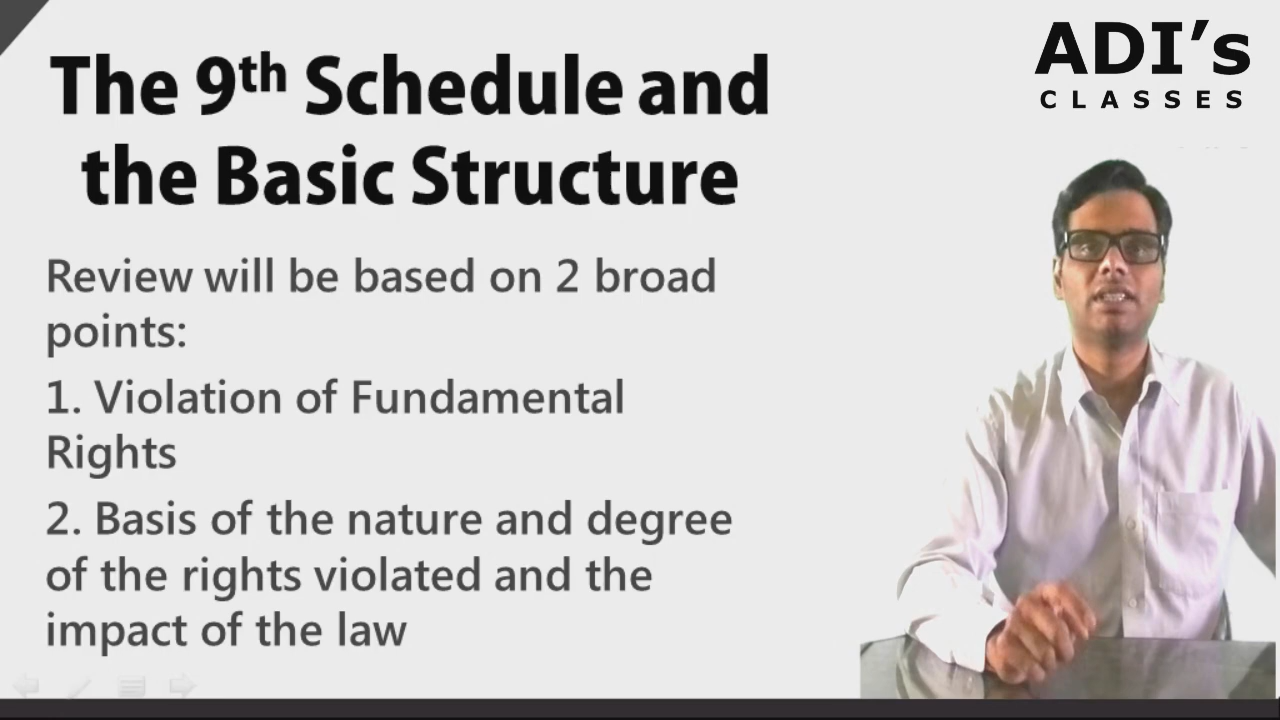 The 9th Schedule and
the Basic Structure
ADI's
CLASSES
Review will be based on 2 broad
points:
1. Violation of Fundamental
Rights
2. Basis of the nature and degree
of the rights violated and the
impact of the law